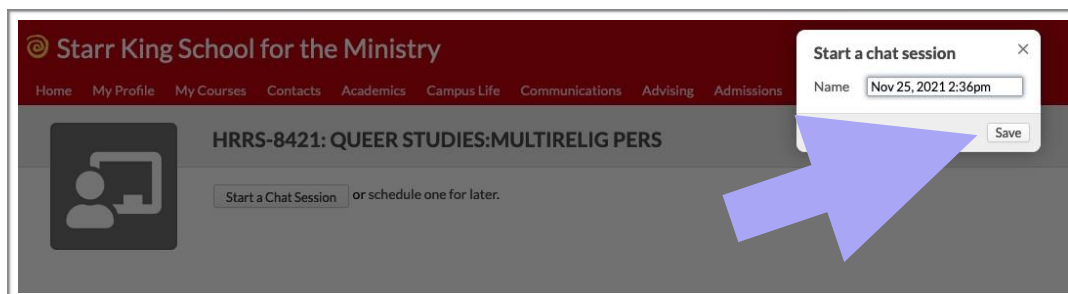 Starr King School for the Ministry
Start a chat session
Name Nov 25, 2021 2:36pm
Home My Profile My Courses Contacts Academics Campus Life Communications Advising Admissions
Save
HRRS-8421: QUEER STUDIES:MULTIRELIG PERS
Start a Chat Session or schedule one for later.